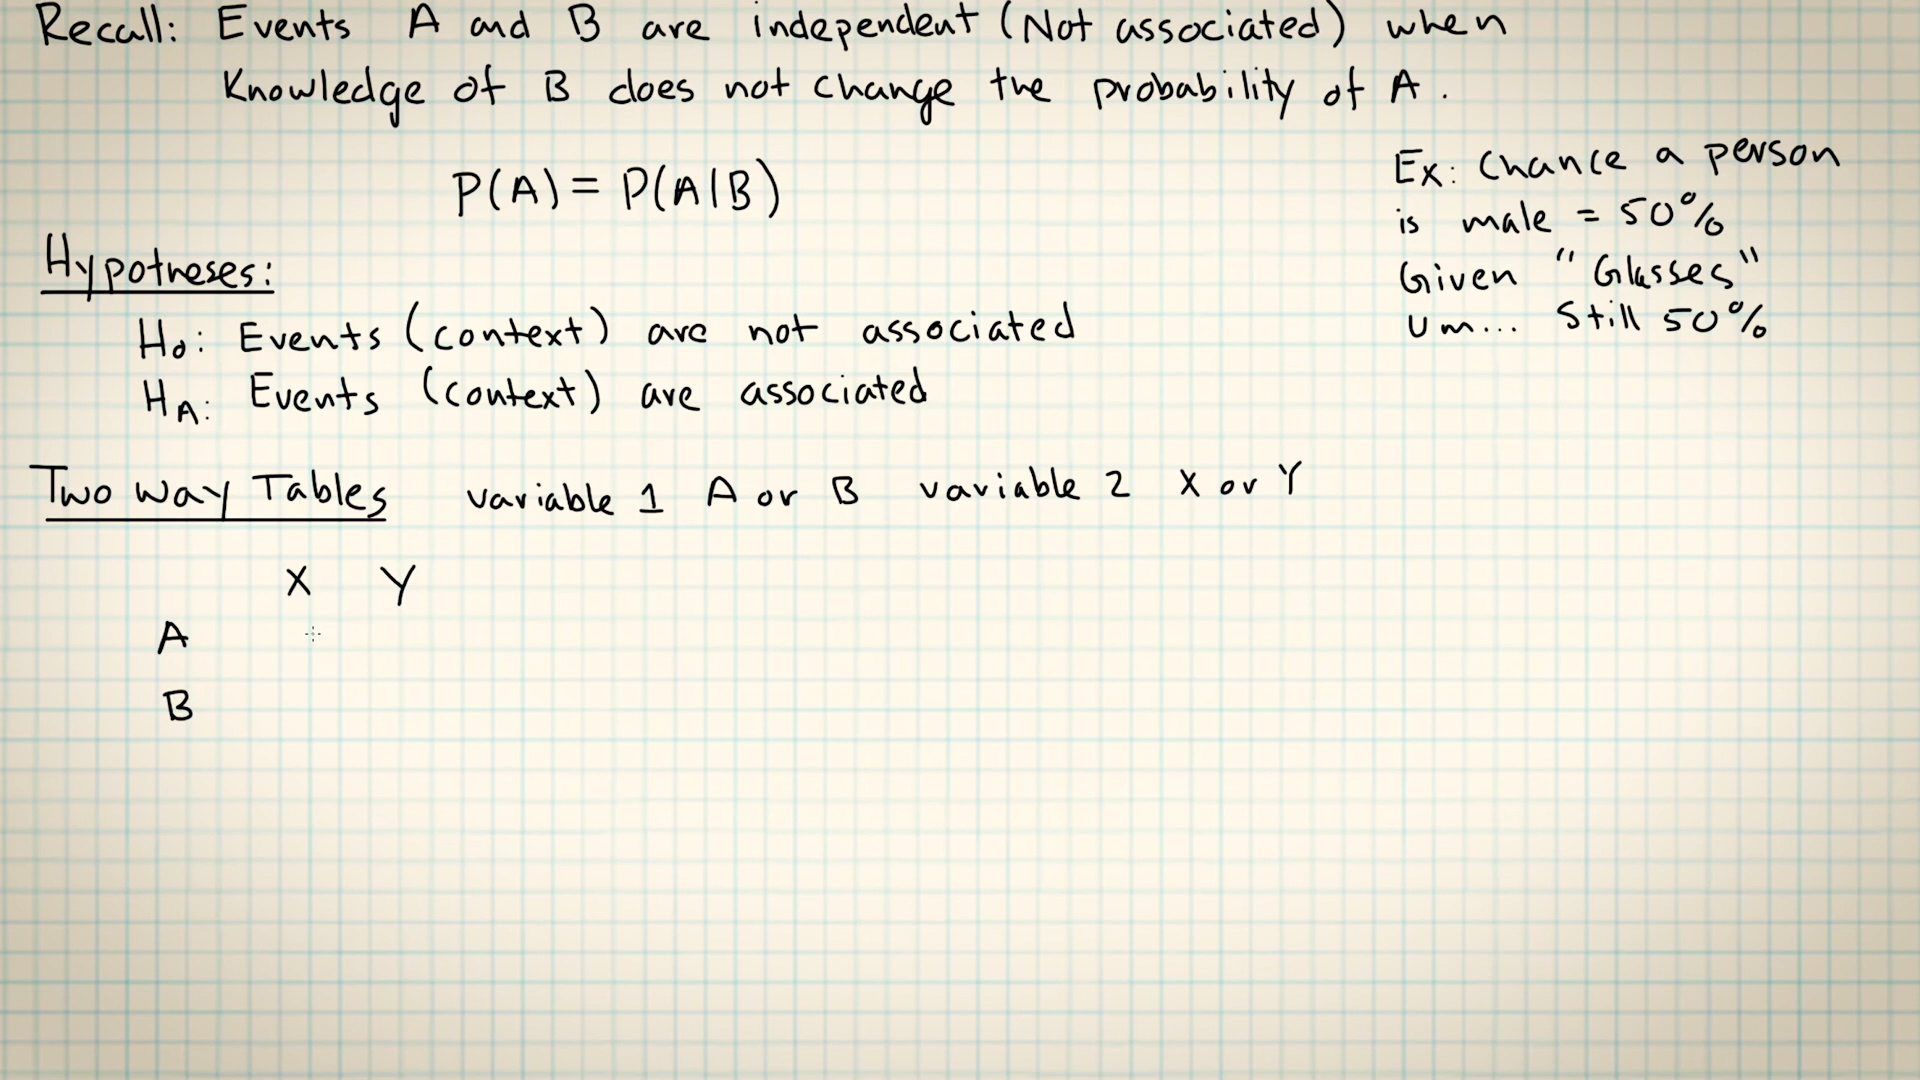 Recall: Events A and B are independent (Not associated) when
Knowledge of B does not change the probability of A.
P(A) = P(A|B)
Ex: Chance a person
is male = 50%
Given "Glasses"
Um... Still 50%
Hypotheses:
H₀: Events (context) are not associated
H_A: Events (context) are associated
Two way Tables variable 1 A or B variable 2 X or Y
X Y
A
B